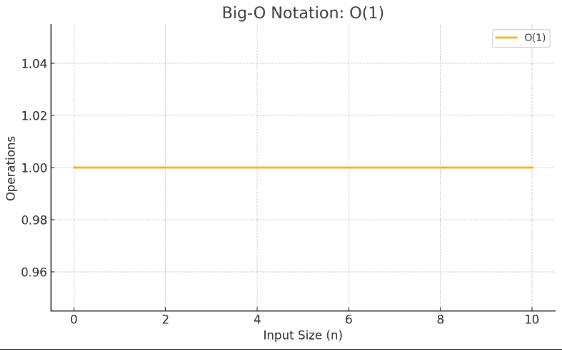 Big-O Notation: O(1)
O(1)
1.04
1.02
1.00
0.98
0.96
Operations
0
2
4
6
8
10
Input Size (n)